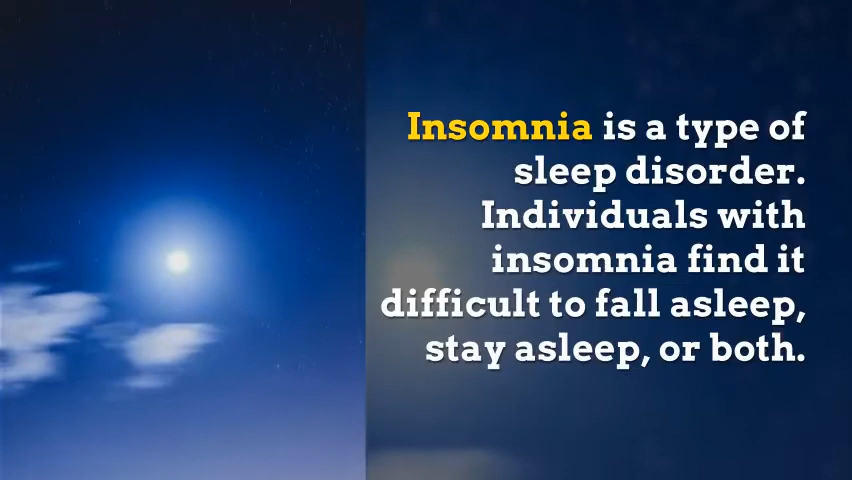 Insomnia is a type of
sleep disorder.
Individuals with
insomnia find it
difficult to fall asleep,
stay asleep, or both.